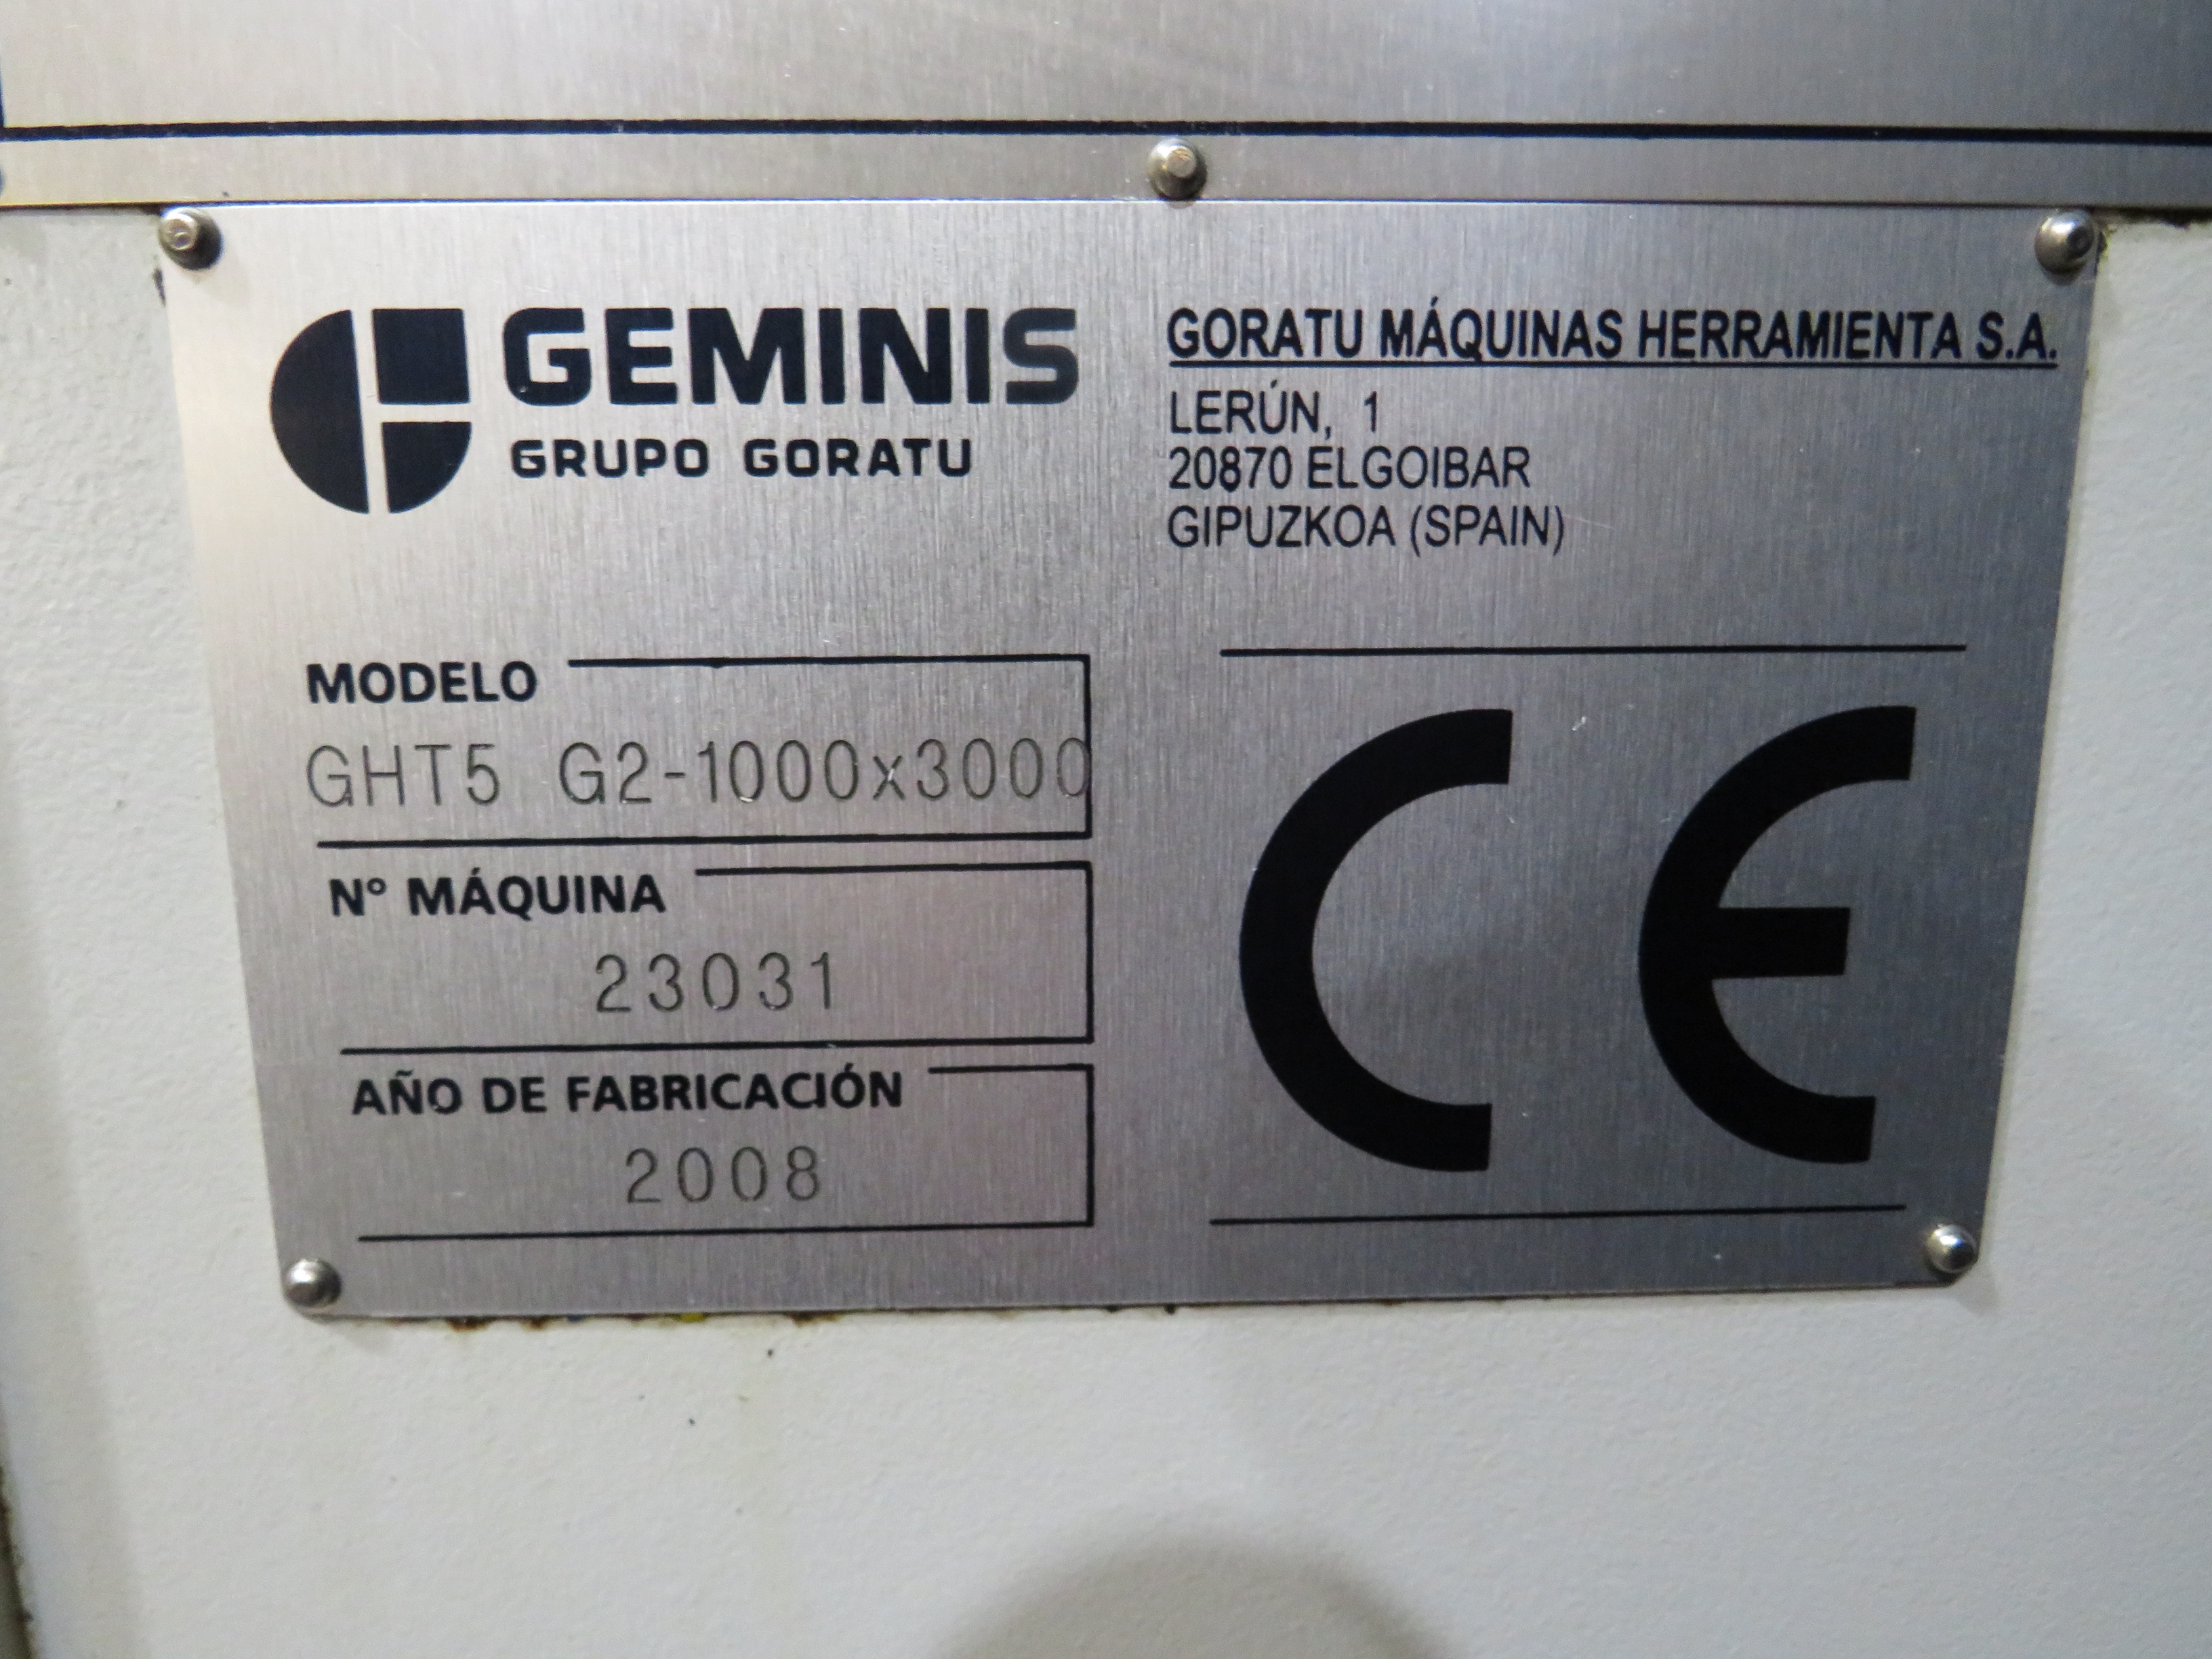 GEMINIS
GRUPO GORATU
GORATU MÁQUINAS HERRAMIENTA S.A.
LERÚN, 1
20870 ELGOIBAR
GIPUZKOA (SPAIN)
MODELO
GHT5 G2-1000x3000
Nº MÁQUINA
23031
AÑO DE FABRICACIÓN
2008
CE